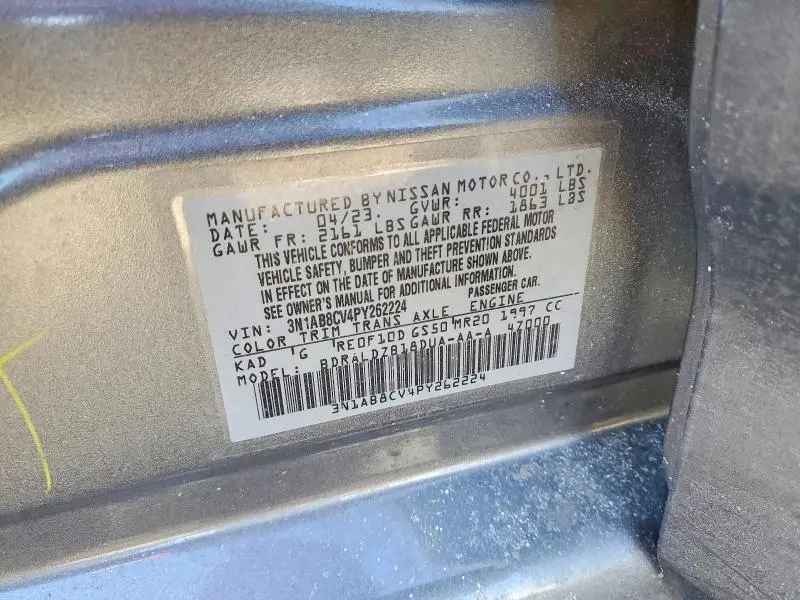 MANUFACTURED BY NISSAN MOTOR CO., LTD.
DATE: 04/23. GVWR: 4001 LBS
GAWR FR: 2161 LBS GAWR RR: 1863 LBS
THIS VEHICLE CONFORMS TO ALL APPLICABLE FEDERAL MOTOR
VEHICLE SAFETY, BUMPER AND THEFT PREVENTION STANDARDS
IN EFFECT ON THE DATE OF MANUFACTURE SHOWN ABOVE.
SEE OWNER'S MANUAL FOR ADDITIONAL INFORMATION.
VIN: 3N1AB8CV4PY262224 PASSENGER CAR.
COLOR TRIM TRANS AXLE ENGINE
KAD 'G 'RE0F10D GS50 MR20 1997 CC
MODEL: BDRALDZB18DUA-AA-A 47000
3N1AB8CV4PY262224